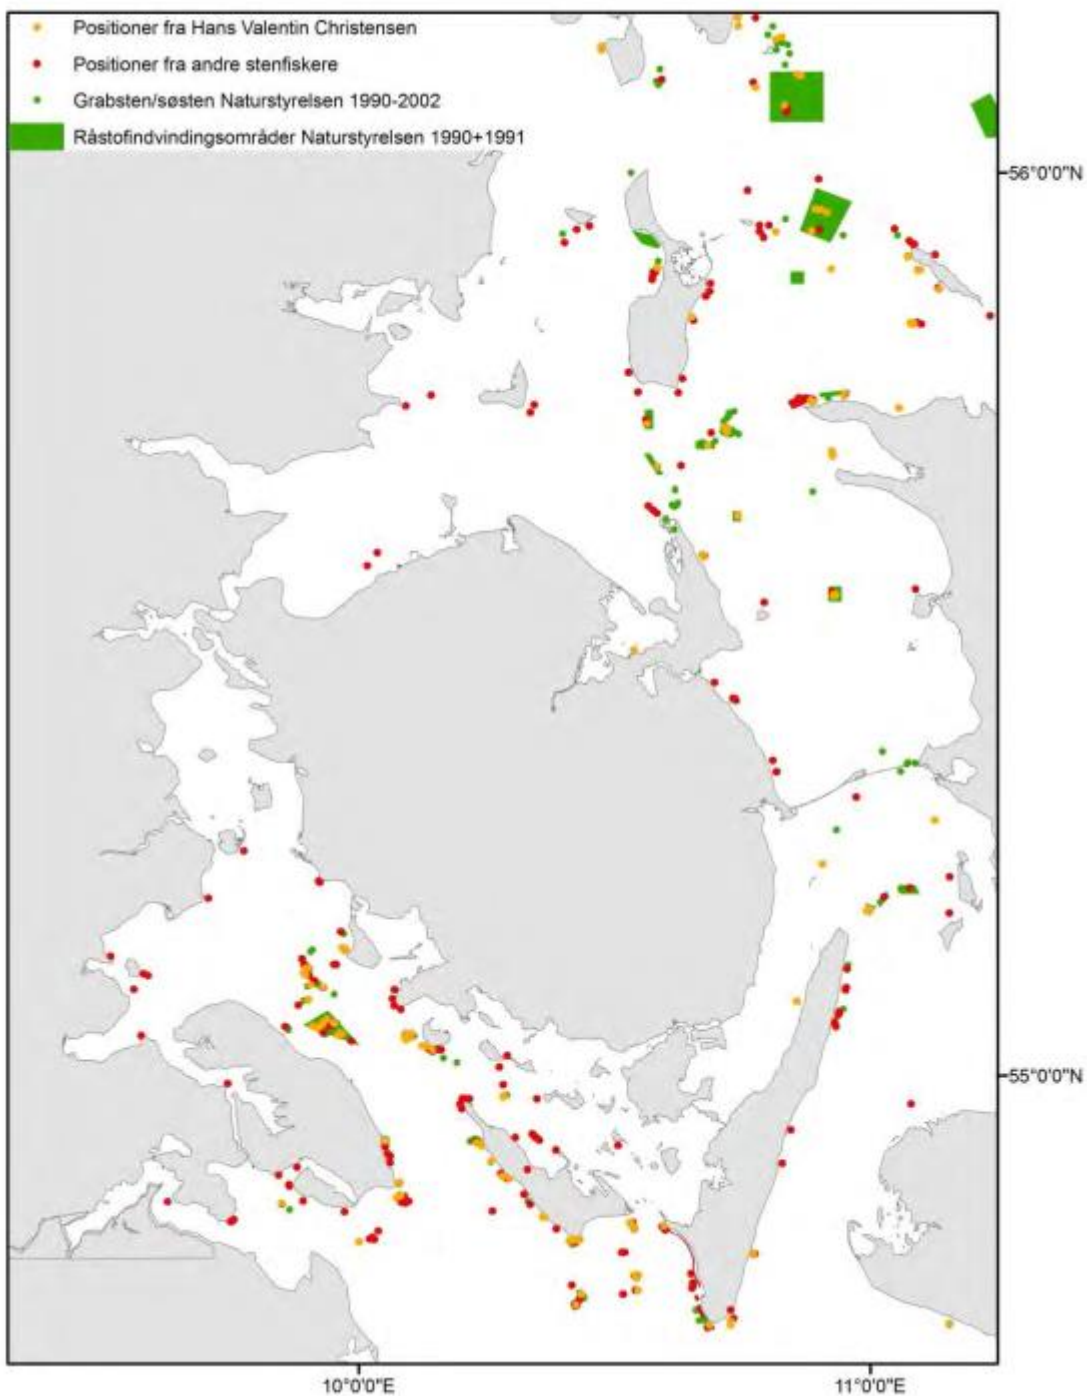 Positioner fra Hans Valentin Christensen
Positioner fra andre stenfiskere
Grabsten/søsten Naturstyrelsen 1990-2002
Råstofindvindingsområder Naturstyrelsen 1990+1991
56°0'0"N
55°0'0"N
10°0'0"E
11°0'0"E